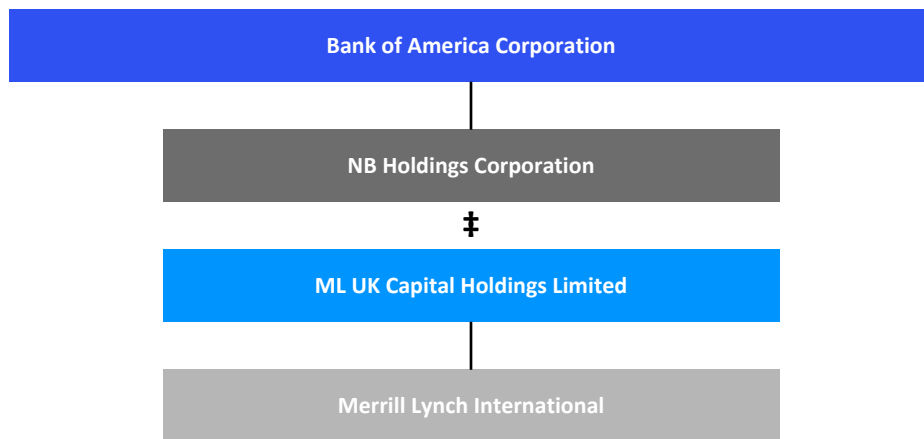 Bank of America Corporation
NB Holdings Corporation
‡
ML UK Capital Holdings Limited
Merrill Lynch International